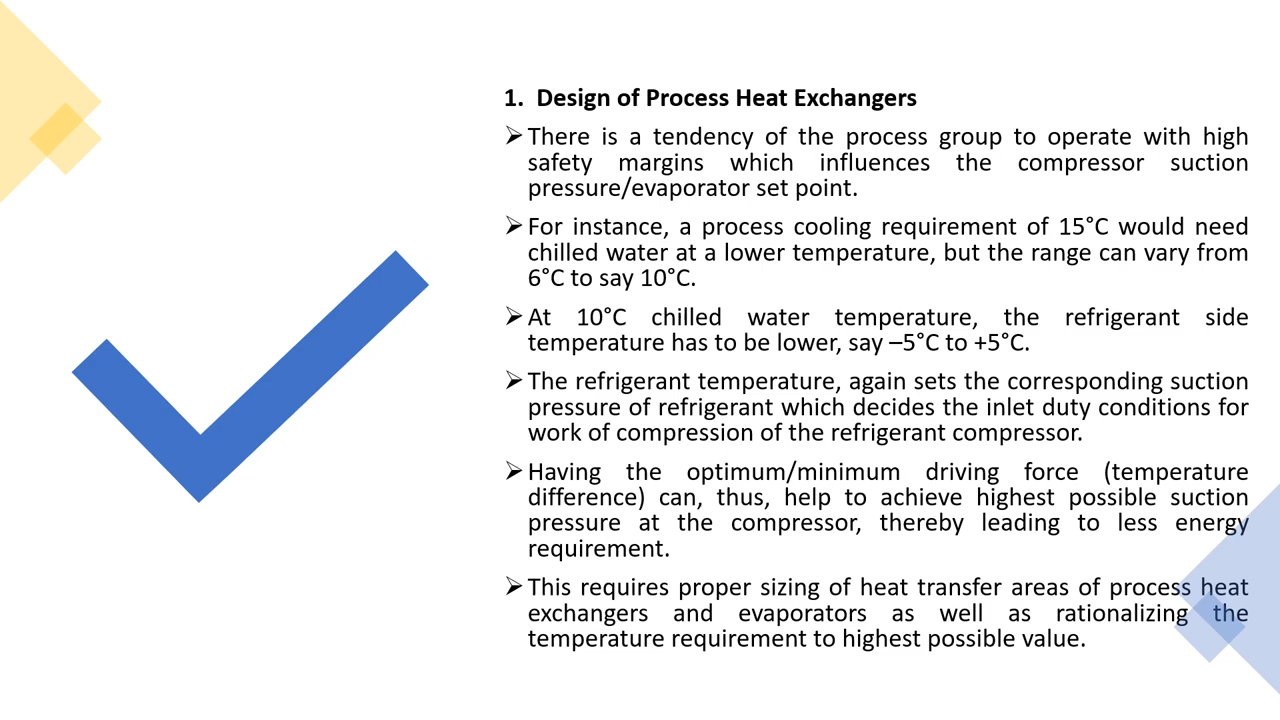 1. Design of Process Heat Exchangers
➢There is a tendency of the process group to operate with high
safety margins which influences the compressor suction
pressure/evaporator set point.
➢For instance, a process cooling requirement of 15°C would need
chilled water at a lower temperature, but the range can vary from
6°C to say 10°C.
➢At 10°C chilled water temperature, the refrigerant side
temperature has to be lower, say –5°C to +5°C.
➢The refrigerant temperature, again sets the corresponding suction
pressure of refrigerant which decides the inlet duty conditions for
work of compression of the refrigerant compressor.
➢Having the optimum/minimum driving force (temperature
difference) can, thus, help to achieve highest possible suction
pressure at the compressor, thereby leading to less energy
requirement.
➢This requires proper sizing of heat transfer areas of process heat
exchangers and evaporators as well as rationalizing the
temperature requirement to highest possible value.